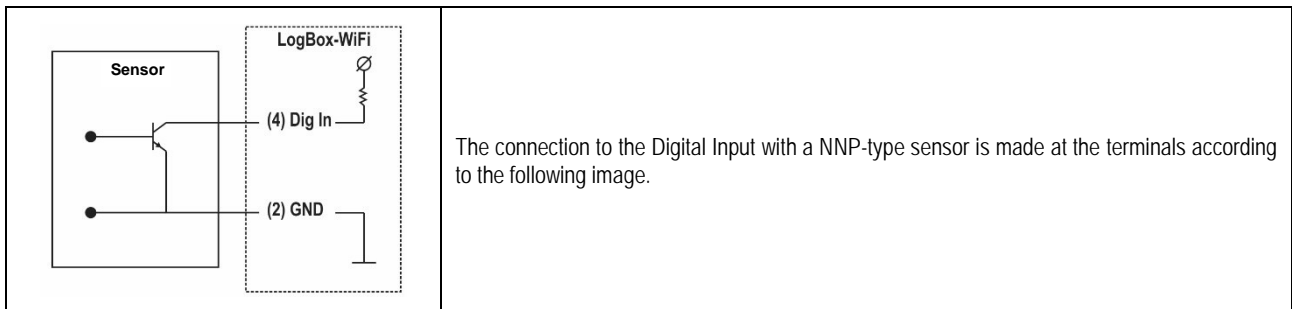 LogBox-WiFi
Sensor
(4) Dig In
(2) GND
The connection to the Digital Input with a NNP-type sensor is made at the terminals according
to the following image.